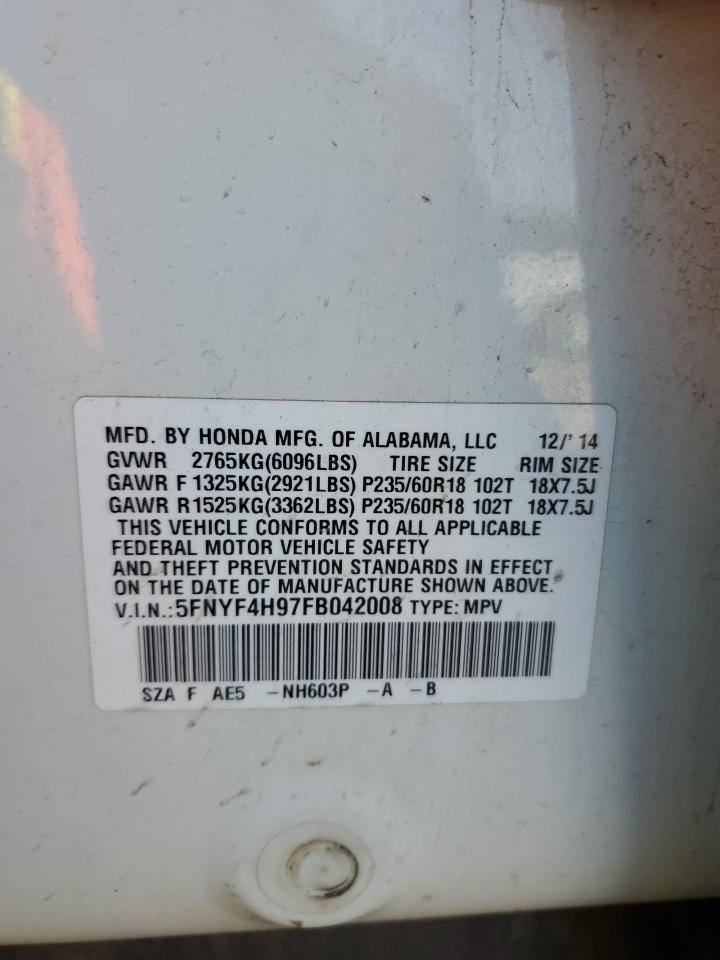 MFD. BY HONDA MFG. OF ALABAMA, LLC 12/'14
GVWR 2765KG(6096LBS) TIRE SIZE RIM SIZE
GAWR F 1325KG(2921LBS) P235/60R18 102T 18X7.5J
GAWR R1525KG(3362LBS) P235/60R18 102T 18X7.5J
THIS VEHICLE CONFORMS TO ALL APPLICABLE
FEDERAL MOTOR VEHICLE SAFETY
AND THEFT PREVENTION STANDARDS IN EFFECT
ON THE DATE OF MANUFACTURE SHOWN ABOVE.
V.I.N.:5FNYF4H97FB042008 TYPE: MPV
SZA F AE5 -NH603P -A -B